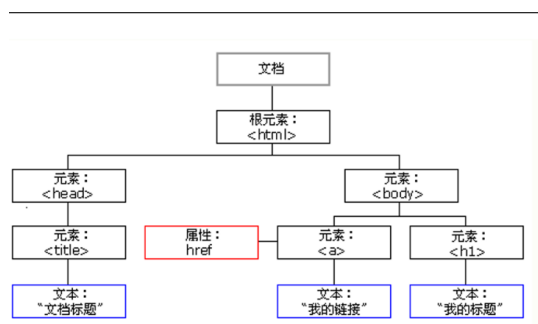 文档
根元素：
<html>
元素：
<head>
元素：
<body>
元素：
<title>
属性：
href
元素：
<a>
元素：
<h1>
文本：
“文档标题”
文本：
“我的链接”
文本：
“我的标题”